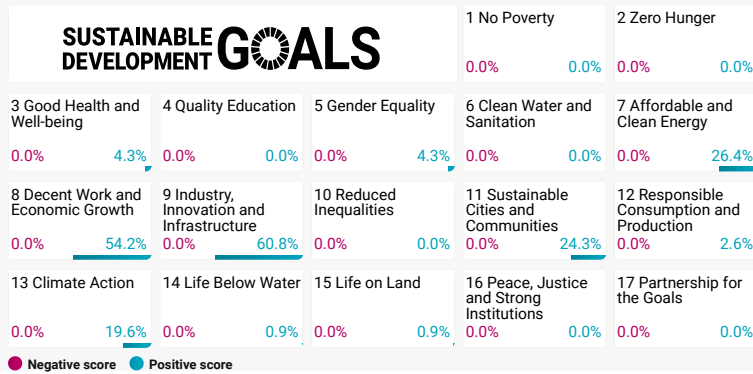 SUSTAINABLE
DEVELOPMENT
GOALS
1 No Poverty
0.0% 0.0%
2 Zero Hunger
0.0% 0.0%
3 Good Health and
Well-being
0.0% 4.3%
4 Quality Education
0.0% 0.0%
5 Gender Equality
0.0% 4.3%
6 Clean Water and
Sanitation
0.0% 0.0%
7 Affordable and
Clean Energy
0.0% 26.4%
8 Decent Work and
Economic Growth
0.0% 54.2%
9 Industry,
Innovation and
Infrastructure
0.0% 60.8%
10 Reduced
Inequalities
0.0% 0.0%
11 Sustainable
Cities and
Communities
0.0% 24.3%
12 Responsible
Consumption and
Production
0.0% 2.6%
13 Climate Action
0.0% 19.6%
14 Life Below Water
0.0% 0.9%
15 Life on Land
0.0% 0.9%
16 Peace, Justice
and Strong
Institutions
0.0% 0.0%
17 Partnership for
the Goals
0.0% 0.0%
Negative score Positive score